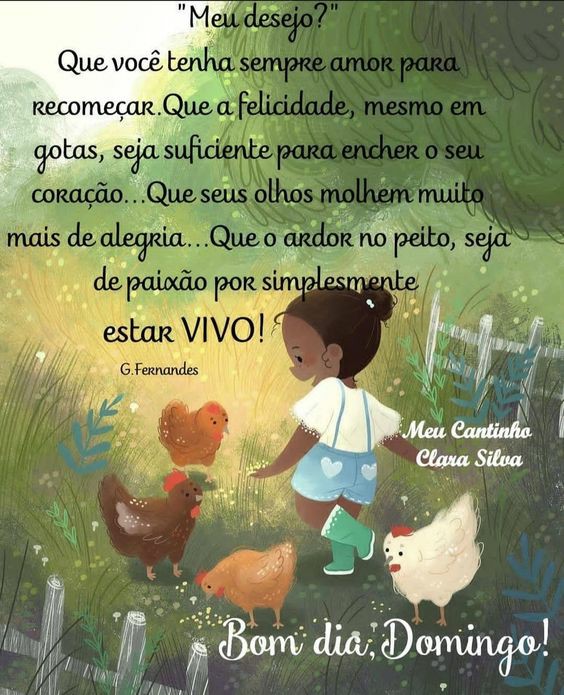 "Meu desejo?"
Que você tenha sempre amor para
recomeçar.Que a felicidade, mesmo em
gotas, seja suficiente para encher o seu
coração...Que seus olhos molhem muito
mais de alegria...Que o ardor no peito, seja
de paixão por simplesmente
estar VIVO!
G.Fernandes
Meu Cantinho
Clara Silva
Bom dia, Domingo!